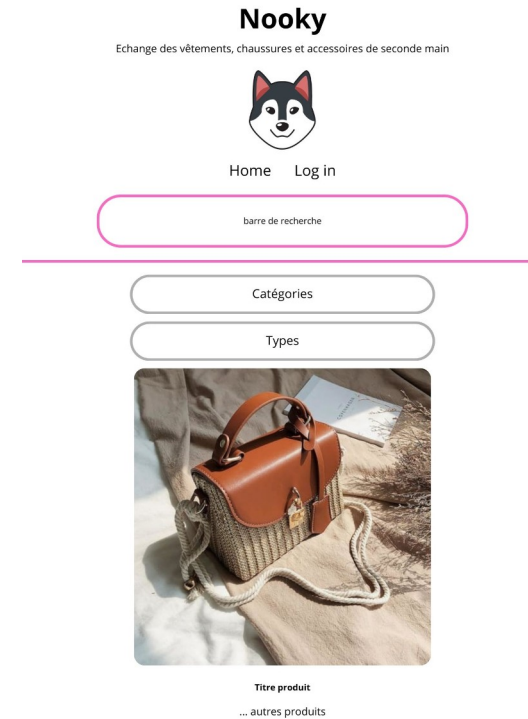 Nooky
Echange des vêtements, chaussures et accessoires de seconde main
Home Log in
barre de recherche
Catégories
Types
Titre produit
... autres produits